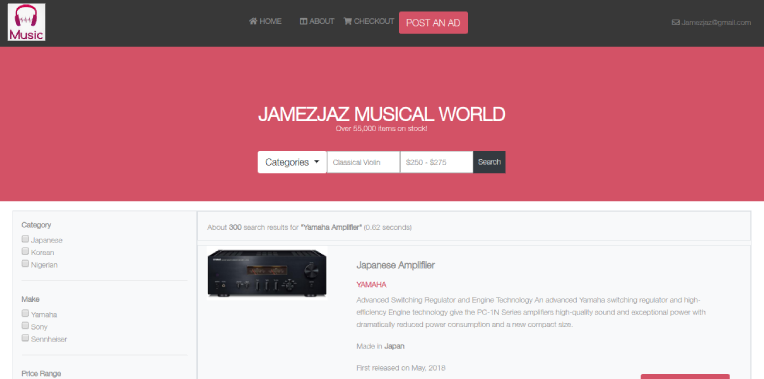 Music
HOME
ABOUT
CHECKOUT
POST AN AD
Jamezjaz@gmail.com
JAMEZJAZ MUSICAL WORLD
Over 55,000 items on stock!
Categories
Classical Violin
$250 - $275
Search
Category
Japanese
Korean
Nigerian
Make
Yamaha
Sony
Sennheiser
Price Range
About 300 search results for "Yamaha Amplifier" (0.62 seconds)
Japanese Amplifier
YAMAHA
Advanced Switching Regulator and Engine Technology An advanced Yamaha switching regulator and high-
efficiency Engine technology give the PC-1N Series amplifiers high-quality sound and exceptional power with
dramatically reduced power consumption and a new compact size.
Made in Japan
First released on May, 2018